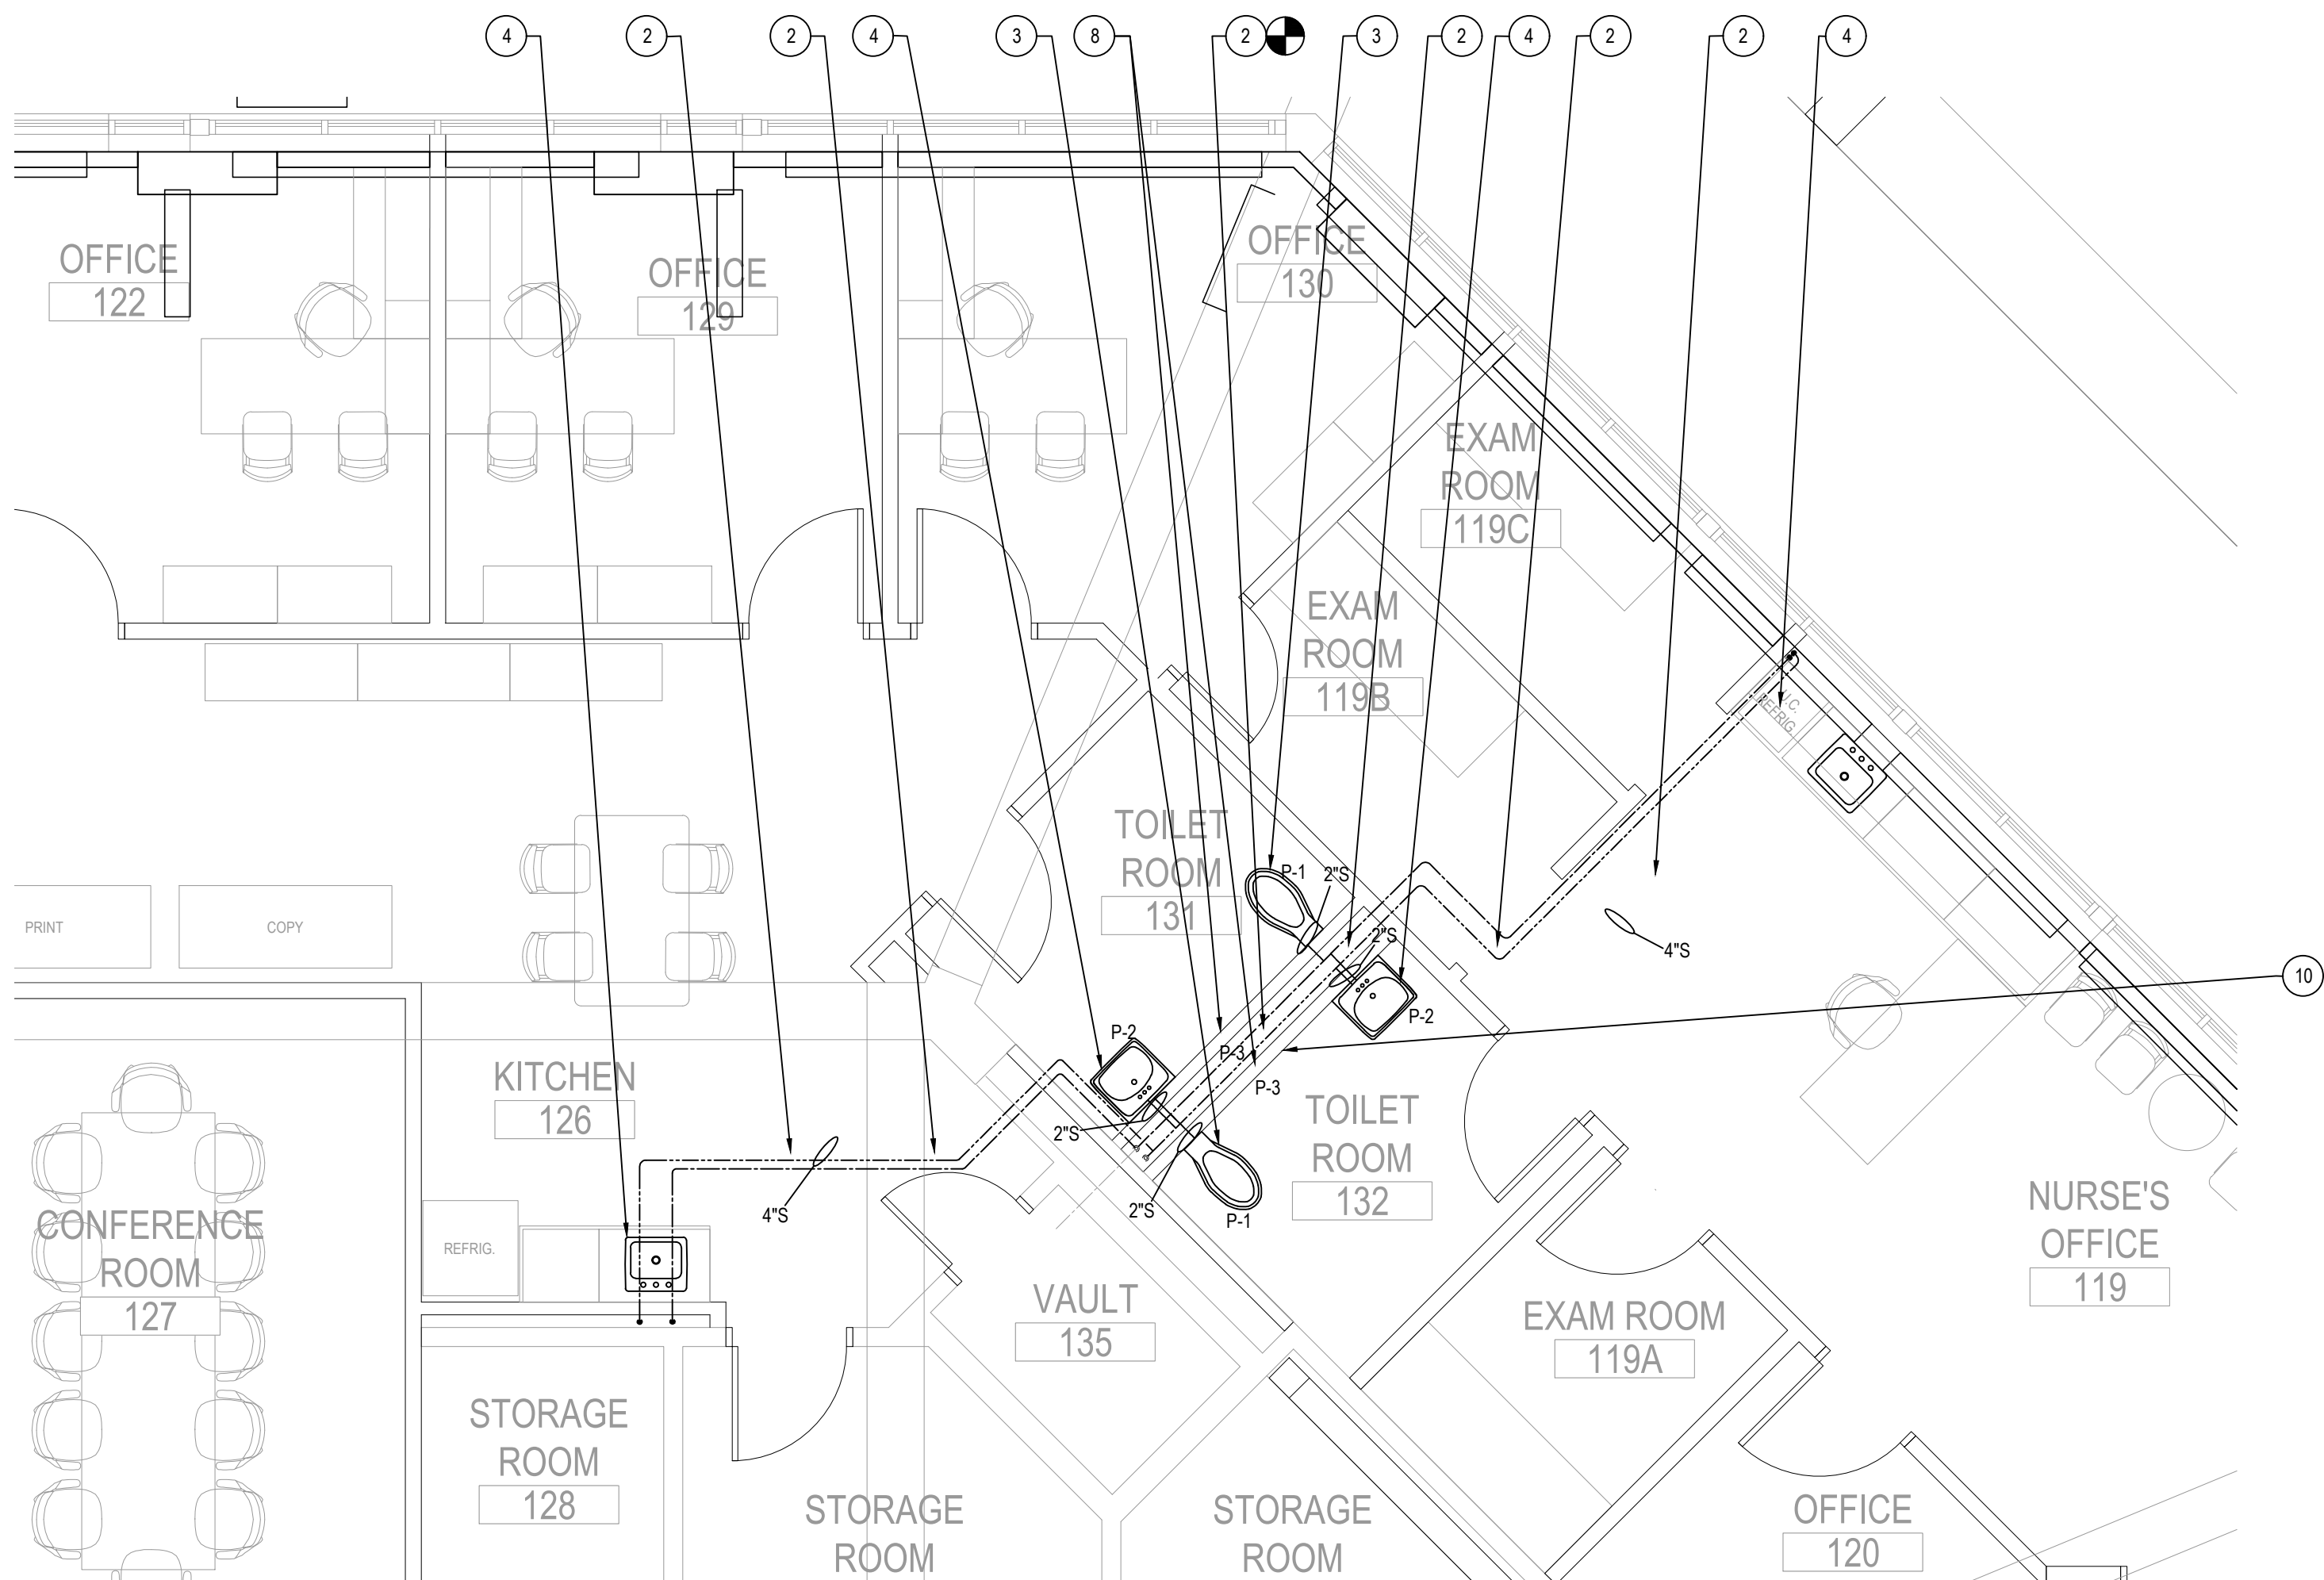 4
2
2
4
3
8
2
3
2
4
2
2
4
OFFICE
122
OFFICE
129
OFFICE
130
EXAM
ROOM
119C
EXAM
ROOM
119B
U.C.
REFRIG
TOILET
ROOM
131
P-1
2"S
2"S
4"S
10
PRINT
COPY
P-2
P-2
P-3
P-3
KITCHEN
126
2"S
TOILET
ROOM
132
2"S
P-1
4"S
CONFERENCE
ROOM
127
REFRIG.
NURSE'S
OFFICE
119
VAULT
135
EXAM ROOM
119A
STORAGE
ROOM
128
STORAGE
ROOM
STORAGE
ROOM
OFFICE
120